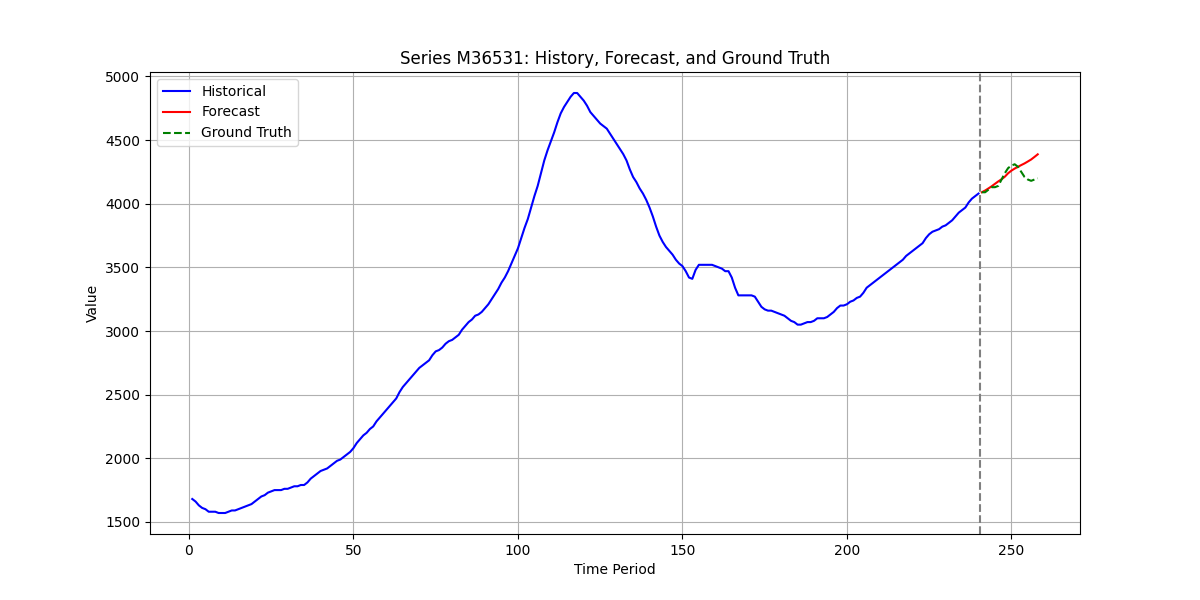 Series M36531: History, Forecast, and Ground Truth
Historical
Forecast
Ground Truth
5000
4500
4000
3500
3000
2500
2000
1500
Value
0 50 100 150 200 250
Time Period